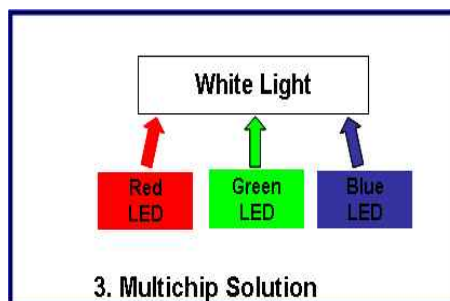 White Light
Red LED
Green LED
Blue LED
3. Multichip Solution